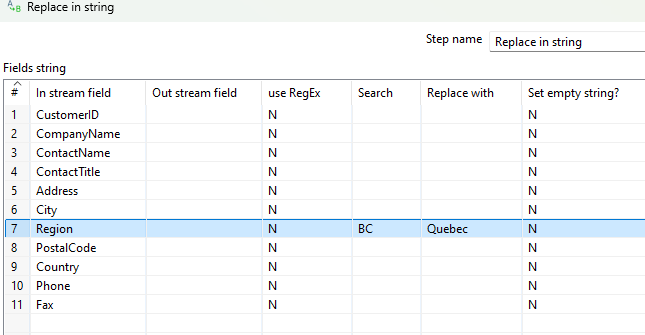 Replace in string
Step name Replace in string
Fields string
# In stream field Out stream field use RegEx Search Replace with Set empty string?
1 CustomerID N N
2 CompanyName N N
3 ContactName N N
4 ContactTitle N N
5 Address N N
6 City N N
7 Region N BC Quebec N
8 PostalCode N N
9 Country N N
10 Phone N N
11 Fax N N